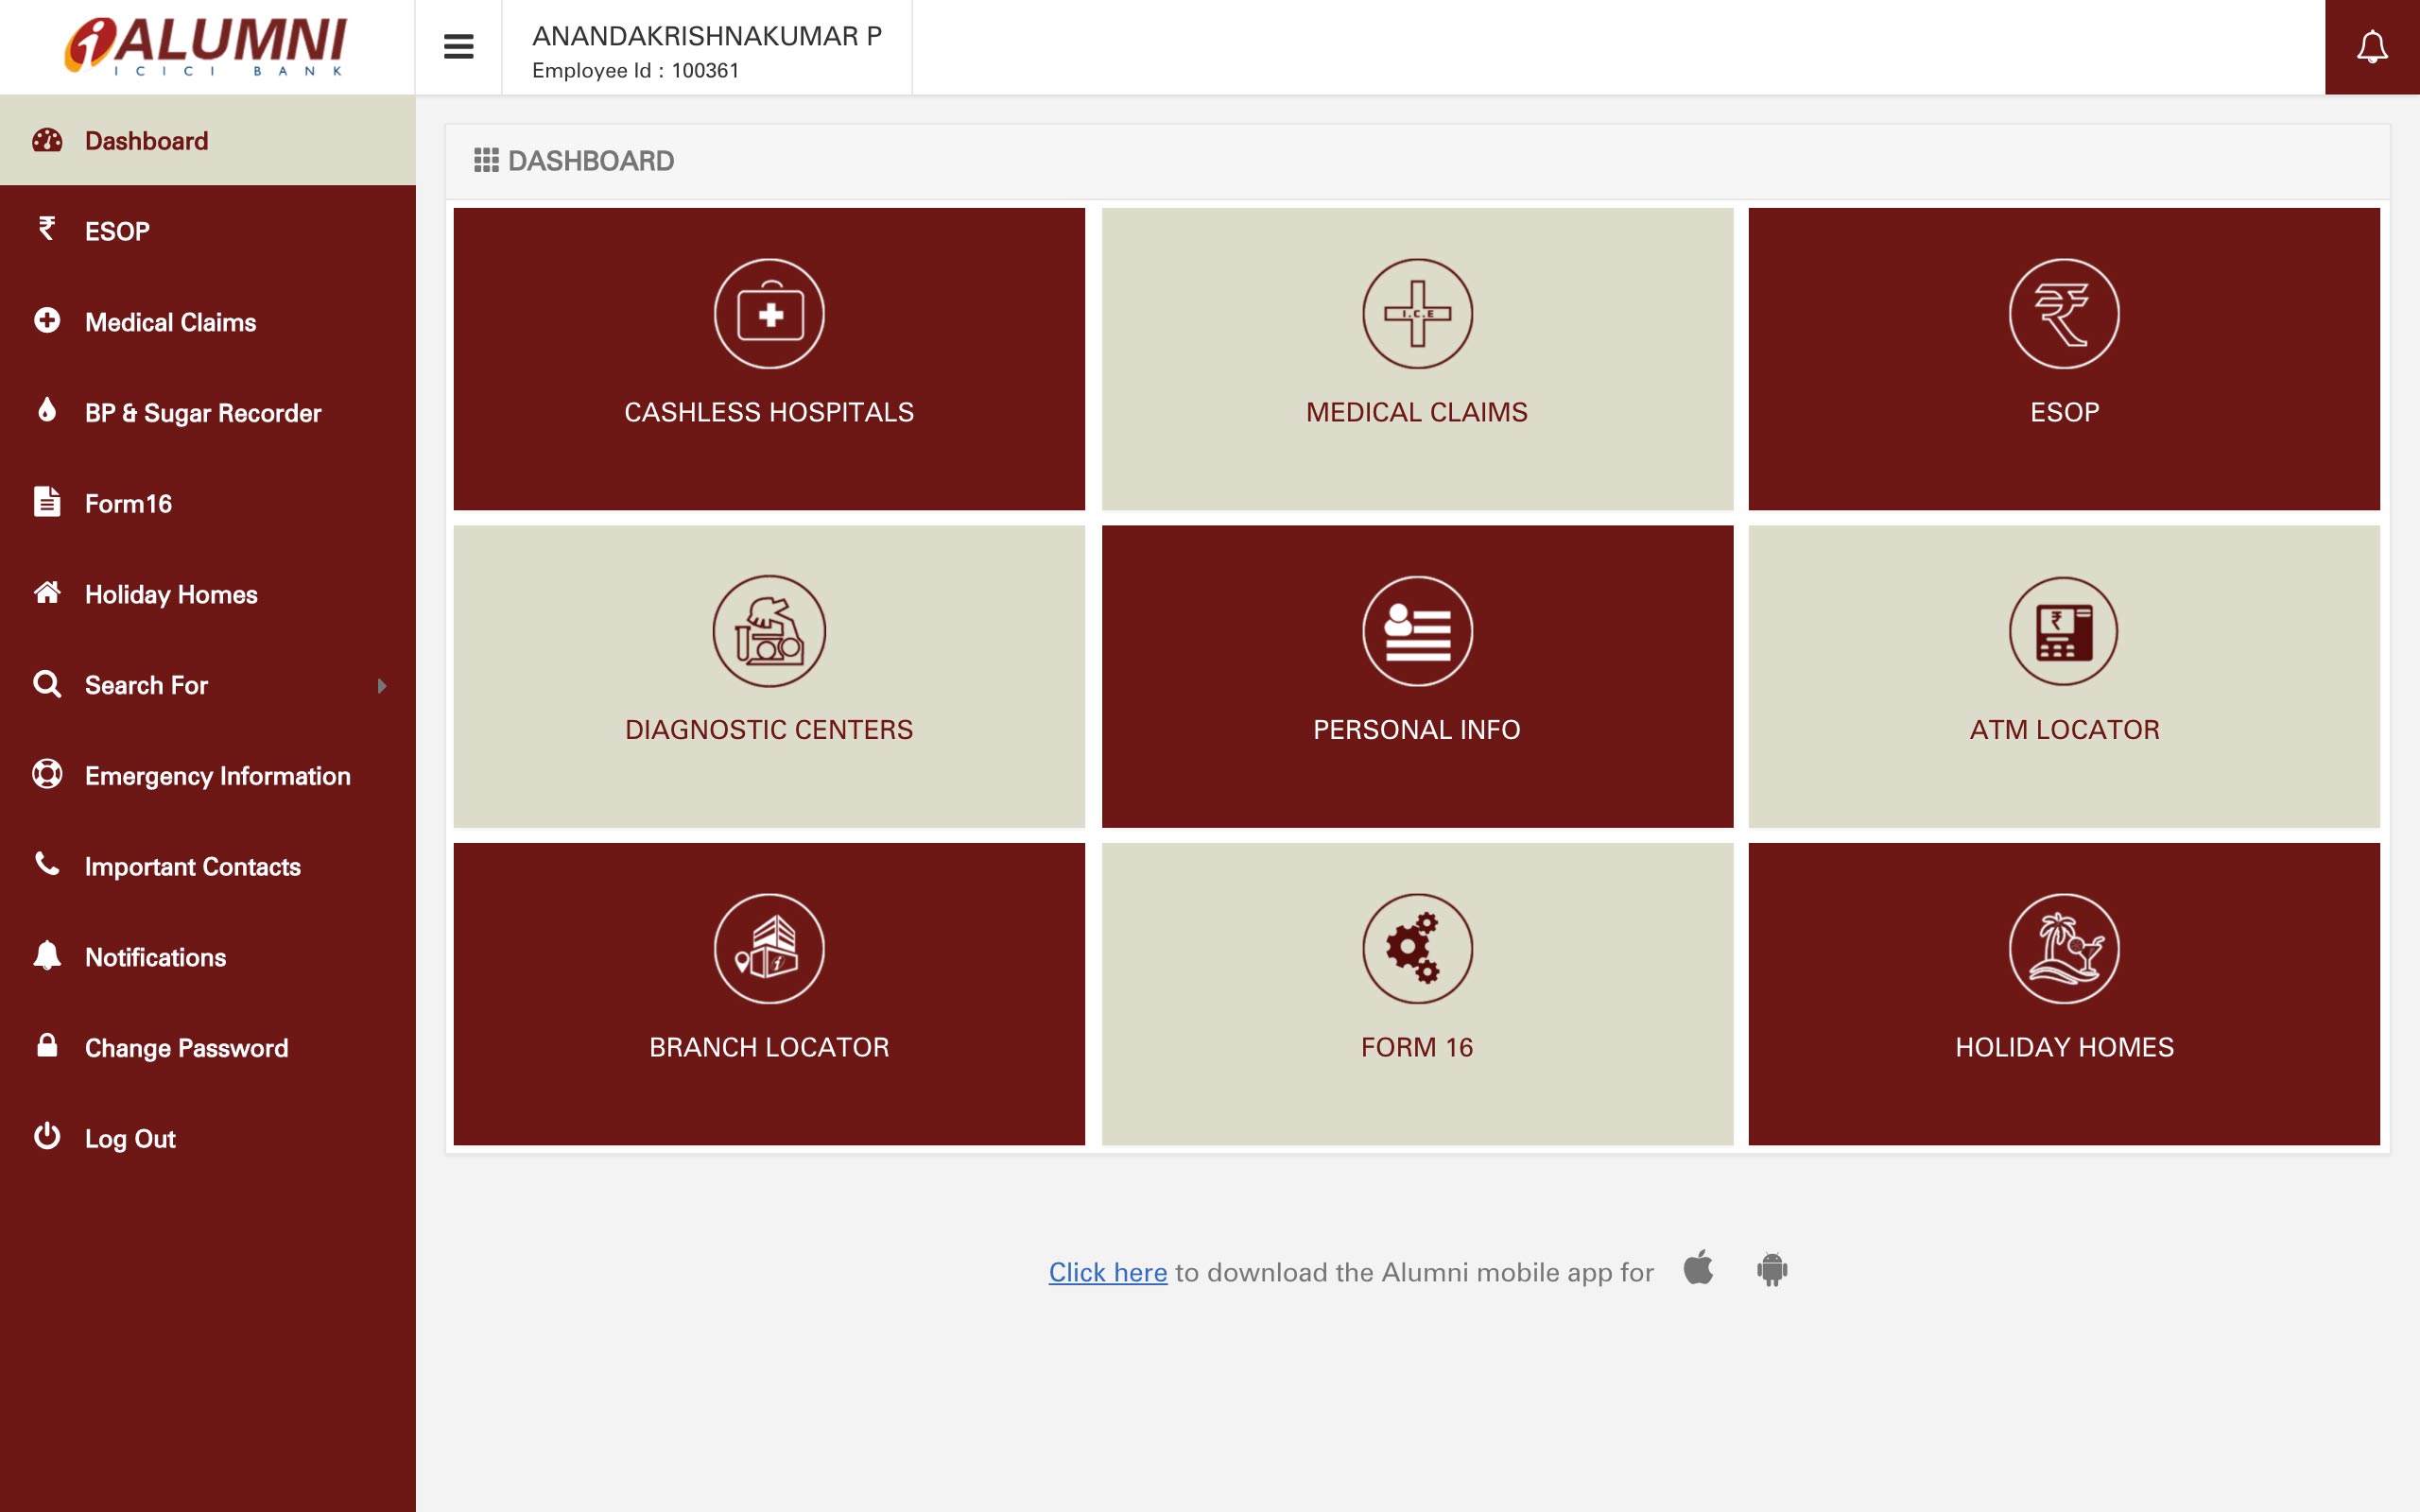 iALUMNI
ICICI BANK
ANANDAKRISHNAKUMAR P
Employee Id : 100361
Dashboard
ESOP
Medical Claims
BP & Sugar Recorder
Form16
Holiday Homes
Search For
Emergency Information
Important Contacts
Notifications
Change Password
Log Out
DASHBOARD
CASHLESS HOSPITALS
I.C.E
MEDICAL CLAIMS
₹
ESOP
DIAGNOSTIC CENTERS
PERSONAL INFO
₹
ATM LOCATOR
i
BRANCH LOCATOR
FORM 16
HOLIDAY HOMES
Click here to download the Alumni mobile app for